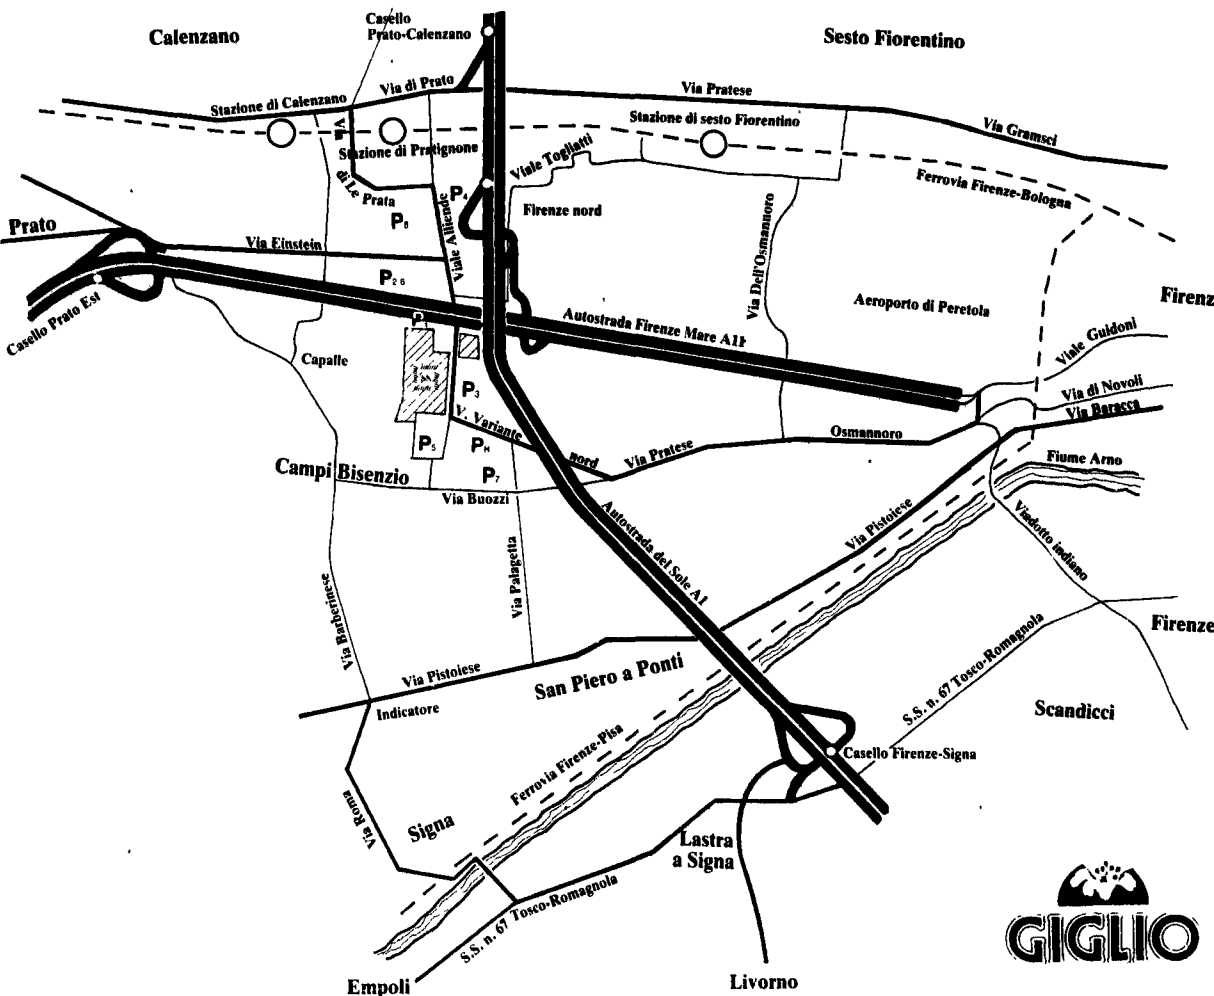 Casello
Prato-Calenzano
Calenzano
Sesto Fiorentino
Via di Prato
Via Pratese
Stazione di Calenzano
Stazione di sesto Fiorentino
Via Gramsci
Via
di Le Prata
Stazione di Pratignone
Viale Togliatti
Ferrovia Firenze-Bologna
P4
P8
Firenze nord
Prato
Via Einstein
Viale Alliende
Via Dell'Osmannoro
P26
Aeroporto di Peretola
Firenz
Casello Prato Est
P
Autostrada Firenze Mare A11
Viale Guidoni
Capalle
P3
Via di Novoli
Via Baracca
V. Variante
nord
Osmannoro
P5
PH
Via Pratese
Fiume Arno
Campi Bisenzio
P7
Via Buozzi
Autostrada del Sole A1
Via Pistoiese
Viadotto indiano
Via Palagetta
Via Barberinese
Firenze
Via Pistoiese
San Piero a Ponti
S.S. n. 67 Tosco-Romagnola
Indicatore
Scandicci
Ferrovia Firenze-Pisa
Casello Firenze-Signa
Via Roma
Signa
Lastra
a Signa
S.S. n. 67 Tosco-Romagnola
GIGLIO
Empoli
Livorno